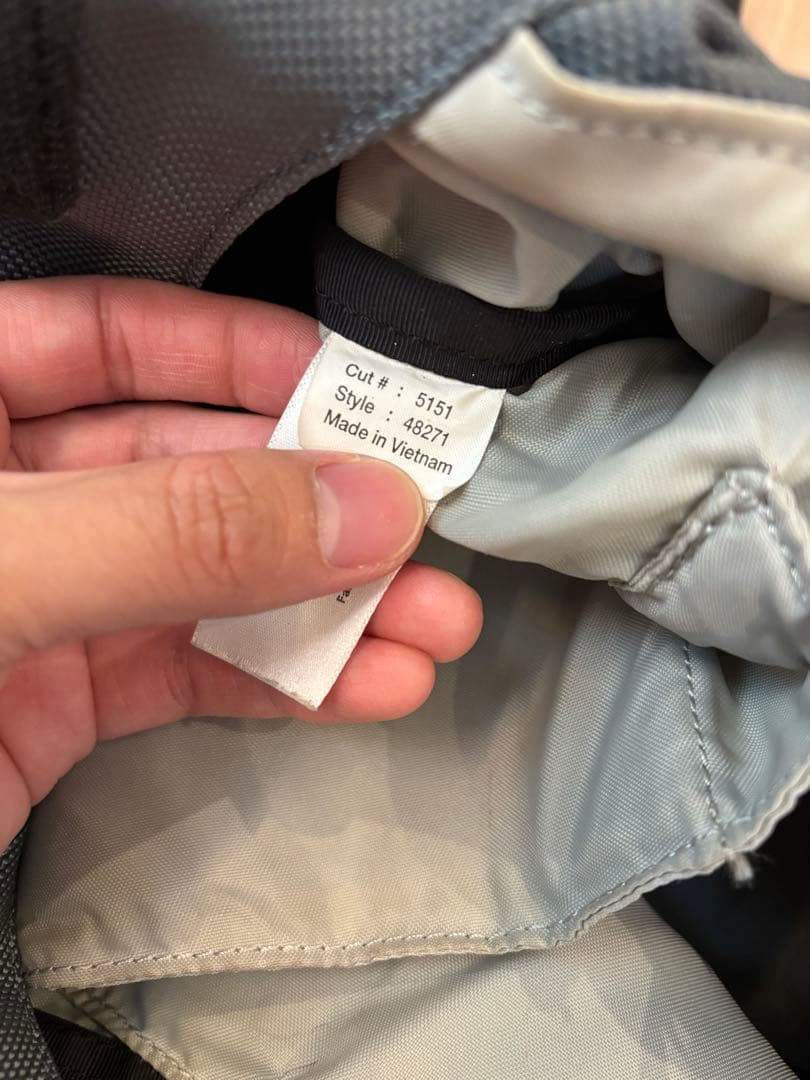 Cut # : 5151
Style : 48271
Made in Vietnam